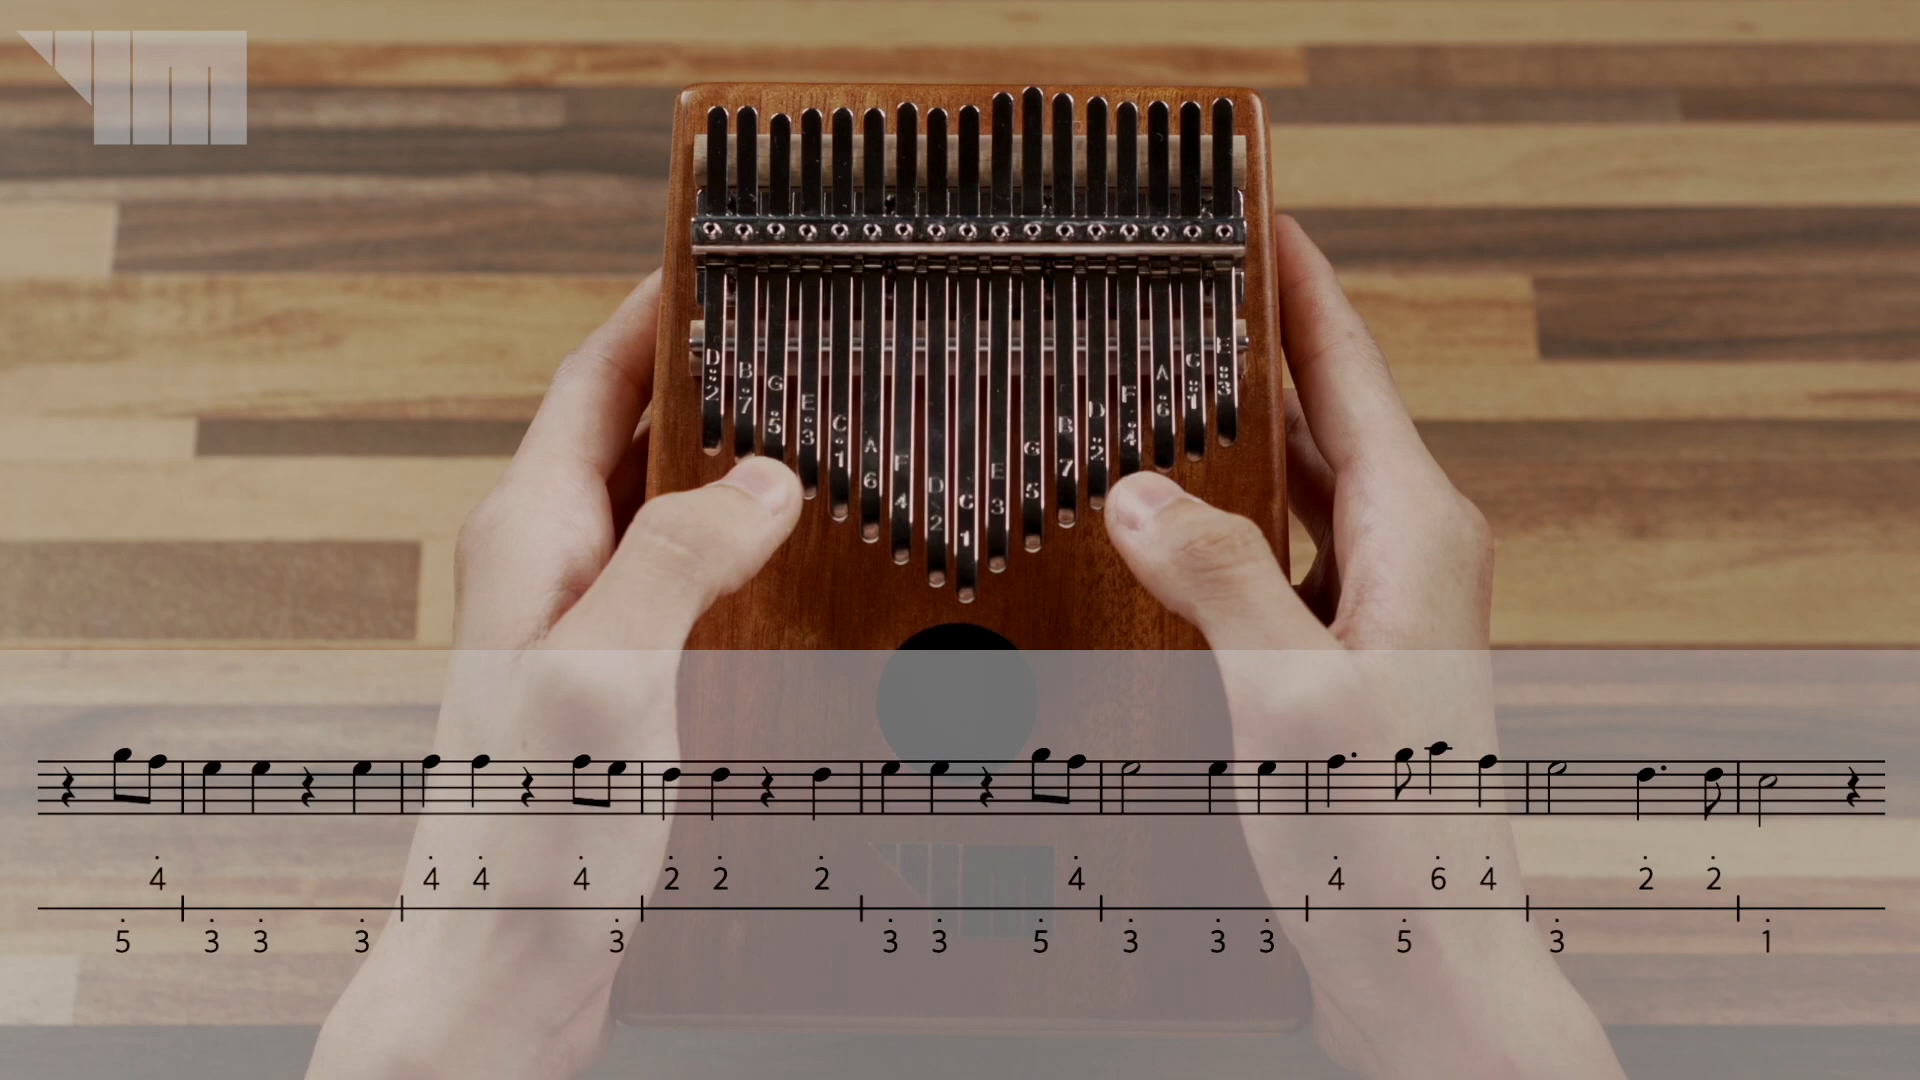 D B G E C A F D C E G B D F A C E
2 7 5 3 1 6 4 2 1 3 5 7 2 4 6 1 3
4 4 4 4 2 2 2 4 4 6 4 2 2
5 3 3 3 3 3 3 5 3 3 3 5 3 1